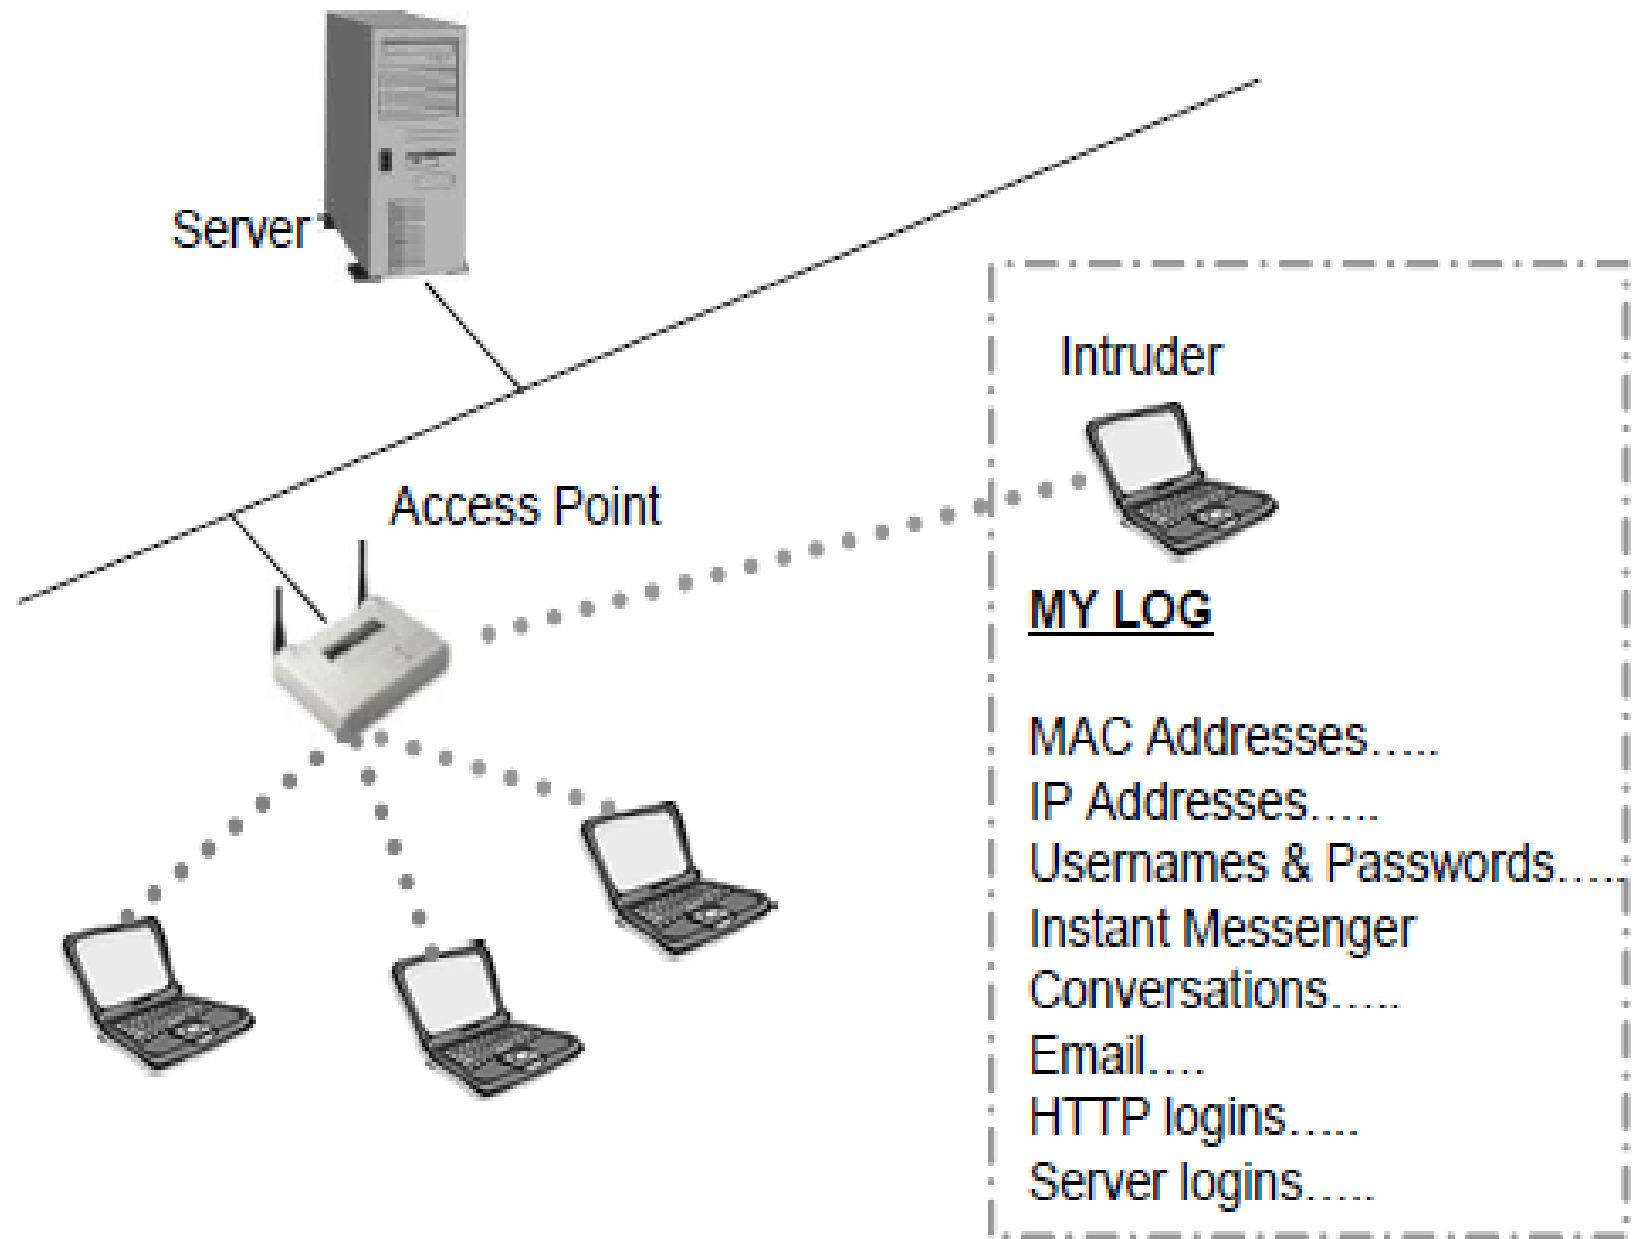 Server
Access Point
Intruder
MY LOG
MAC Addresses.....
IP Addresses.....
Usernames & Passwords.....
Instant Messenger
Conversations.....
Email....
HTTP logins.....
Server logins.....